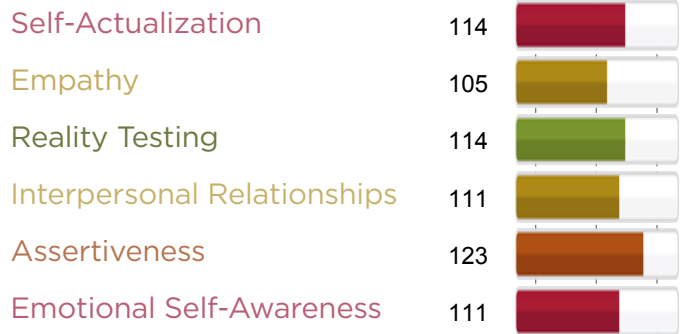 Self-Actualization 114
Empathy 105
Reality Testing 114
Interpersonal Relationships 111
Assertiveness 123
Emotional Self-Awareness 111